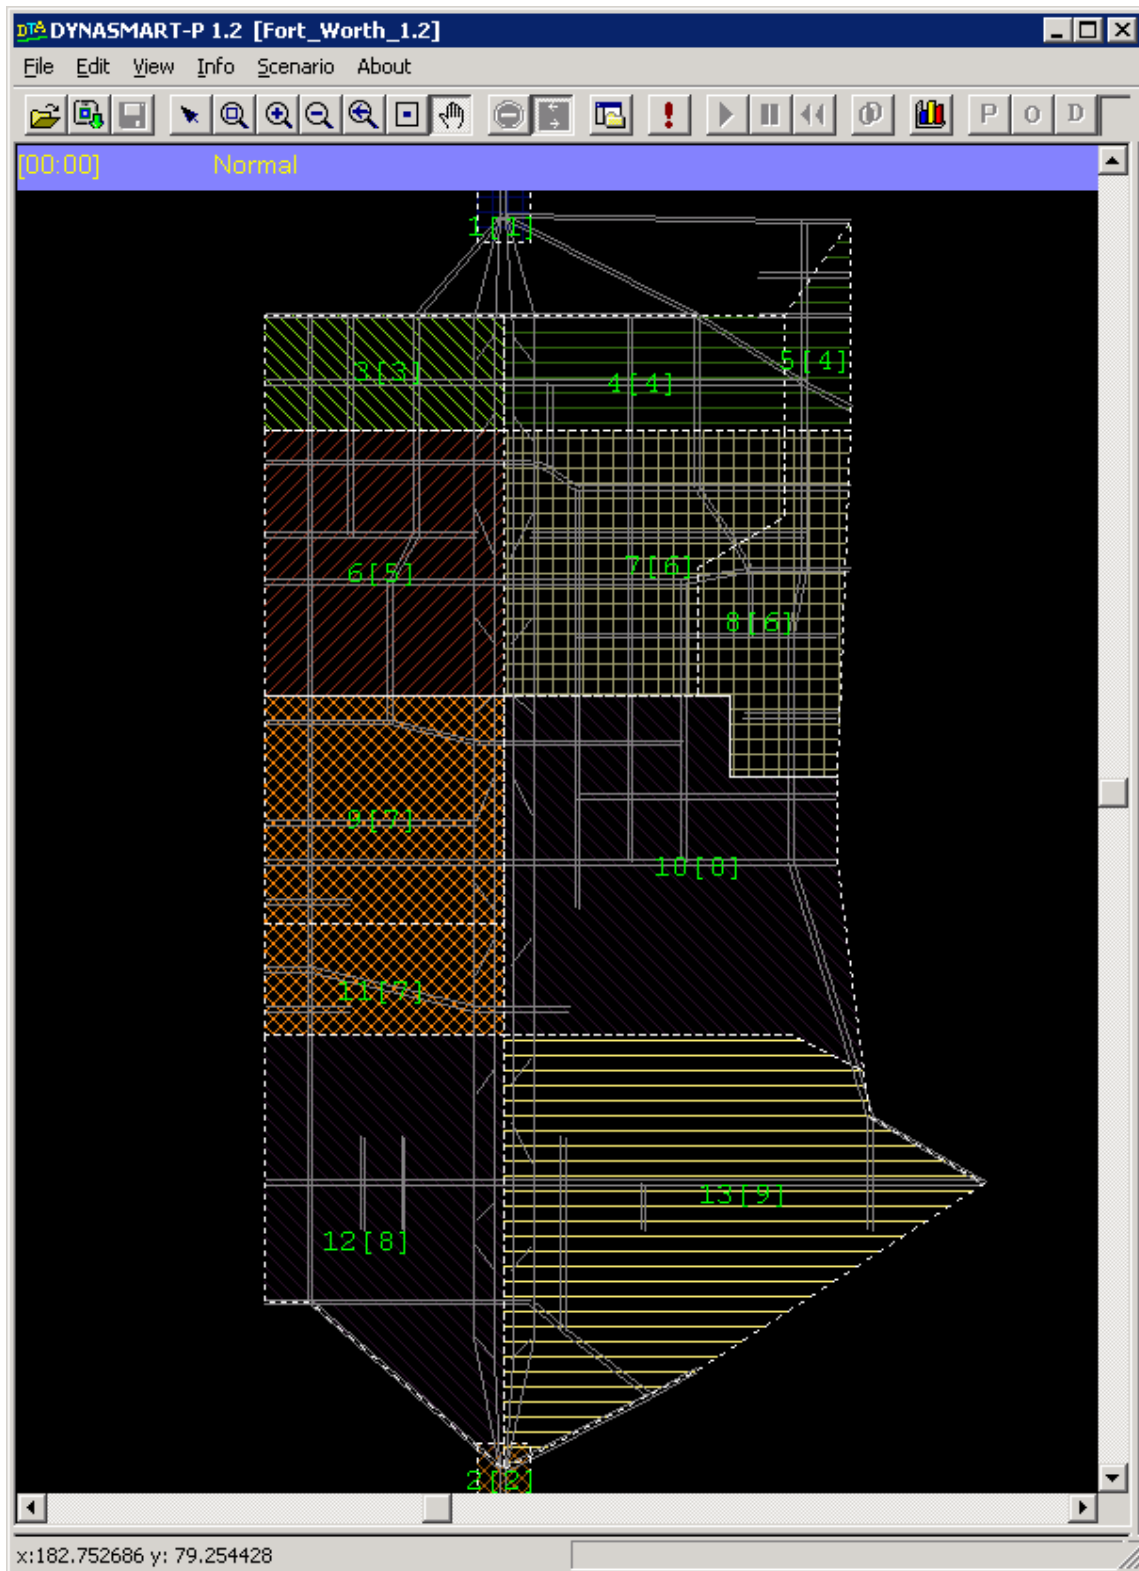 DTA DYNASMART-P 1.2 [Fort_Worth_1.2]
File Edit View Info Scenario About
P O D
[00:00] Normal
1[1]
5[4]
3[3] 4[4]
6[5] 7[6]
8[6]
9[7]
10[8]
11[7]
13[9]
12[8]
2[2]
x:182.752686 y: 79.254428